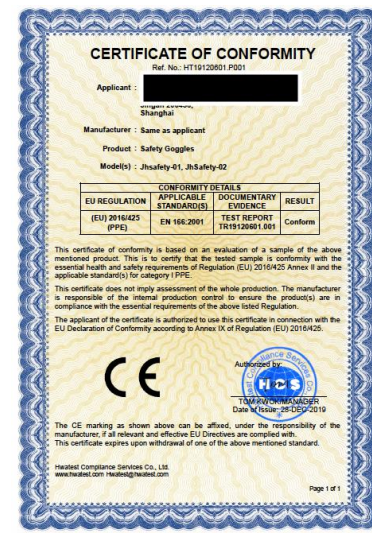 CERTIFICATE OF CONFORMITY
Ref. No.: HT19120601.P001
Applicant :
Shanghai
Manufacturer : Same as applicant
Product : Safety Goggles
Model(s) : Jhsafety-01, JhSafety-02
CONFORMITY DETAILS
EU REGULATION APPLICABLE STANDARD(S) DOCUMENTARY EVIDENCE RESULT
(EU) 2016/425 (PPE) EN 166:2001 TEST REPORT TR19120601.001 Conform
This certificate of conformity is based on an evaluation of a sample of the above
mentioned product. This is to certify that the tested sample is conformity with the
essential health and safety requirements of Regulation (EU) 2016/425 Annex II and the
applicable standard(s) for category I PPE.
This certificate does not imply assessment of the whole production. The manufacturer
is responsible of the internal production control to ensure the product(s) are in
compliance with the essential requirements of the above listed Regulation.
The applicant of the certificate is authorized to use this certificate in connection with the
EU Declaration of Conformity according to Annex IX of Regulation (EU) 2016/425.
CE
Authorized by
TOM KWOK/MANAGER
Date of Issue: 28-DEC-2019
The CE marking as shown above can be affixed, under the responsibility of the
manufacturer, if all relevant and effective EU Directives are complied with.
This certificate expires upon withdrawal of one of the above mentioned standard.
Hwatest Compliance Services Co., Ltd.
www.hwatest.com Hwatest@hwatest.com
Page 1 of 1